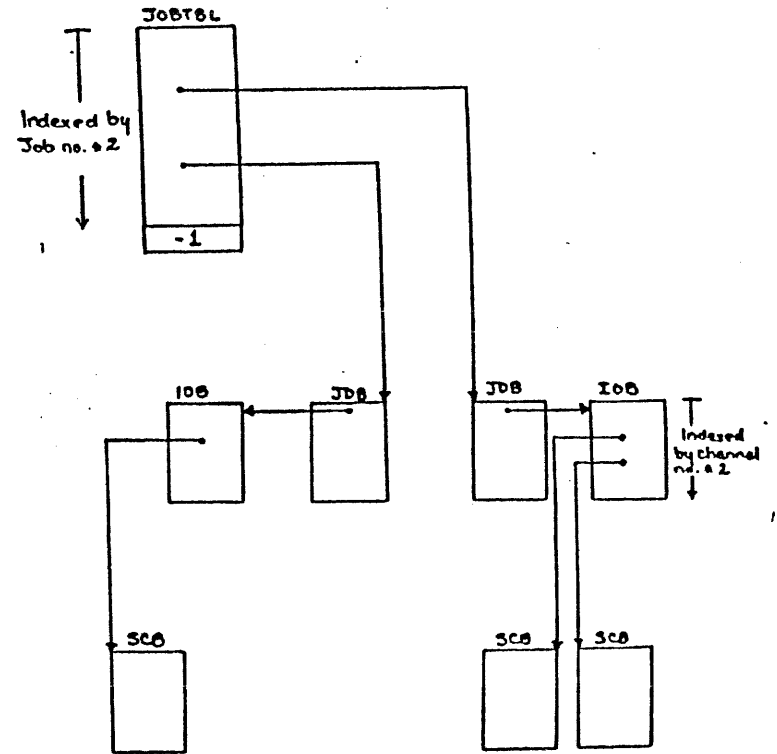 JOBTBL
Indexed by
Job no. * 2
-1
IOB
JDB
JDB
IOB
Indexed
by channel
no. * 2
SCB
SCB
SCB